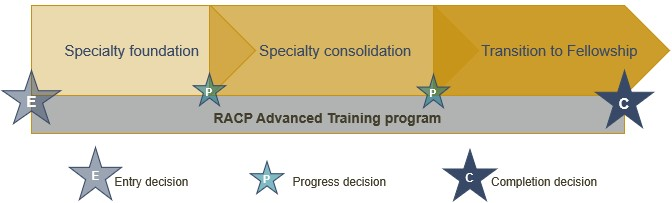 Specialty foundation
Specialty consolidation
Transition to Fellowship
E
P
P
C
RACP Advanced Training program
E
Entry decision
P
Progress decision
C
Completion decision